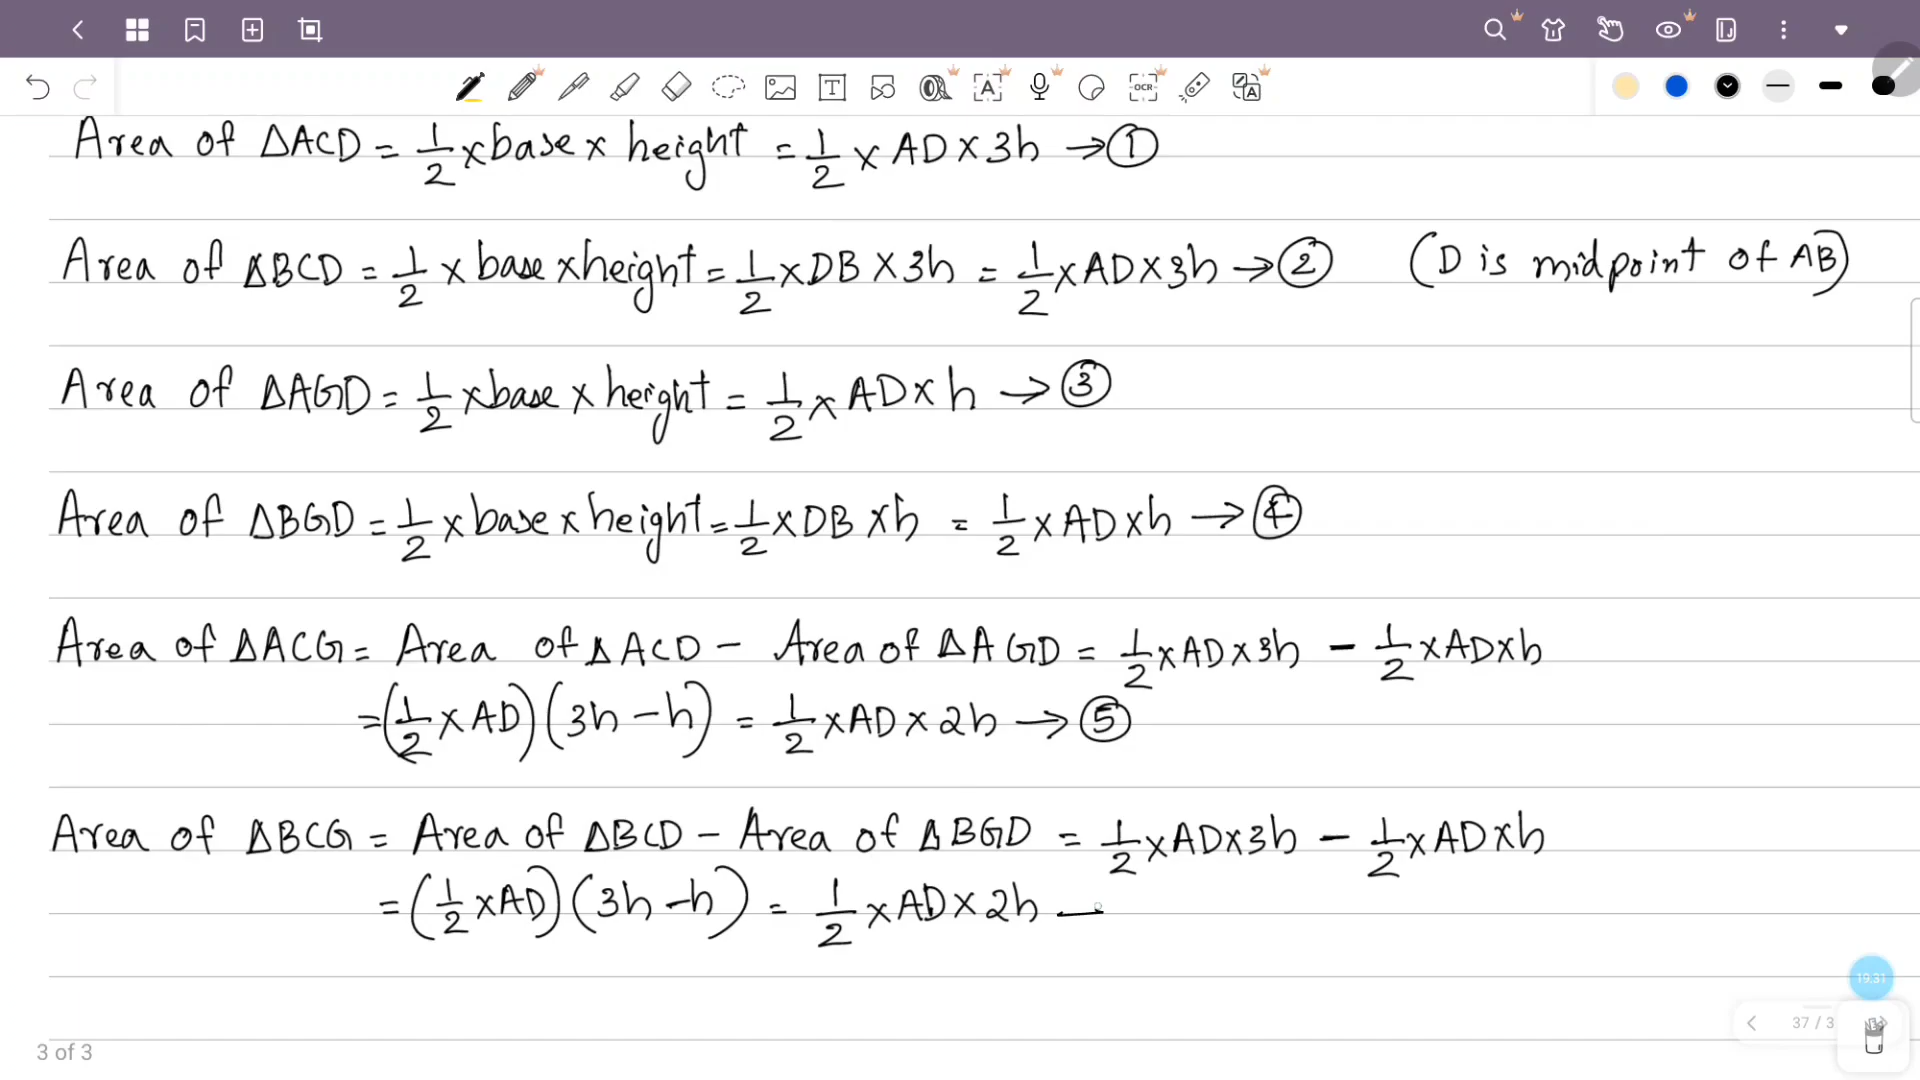 Area of ΔACD = 1/2 × base × height = 1/2 × AD × 3h → ①
Area of ΔBCD = 1/2 × base × height = 1/2 × DB × 3h = 1/2 × AD × 3h → ② (D is midpoint of AB)
Area of ΔAGD = 1/2 × base × height = 1/2 × AD × h → ③
Area of ΔBGD = 1/2 × base × height = 1/2 × DB × h = 1/2 × AD × h → ④
Area of ΔACG = Area of ΔACD - Area of ΔAGD = 1/2 × AD × 3h - 1/2 × AD × h
= (1/2 × AD) (3h - h) = 1/2 × AD × 2h → ⑤
Area of ΔBCG = Area of ΔBCD - Area of ΔBGD = 1/2 × AD × 3h - 1/2 × AD × h
= (1/2 × AD) (3h - h) = 1/2 × AD × 2h —
19:31
37 / 3
3 of 3